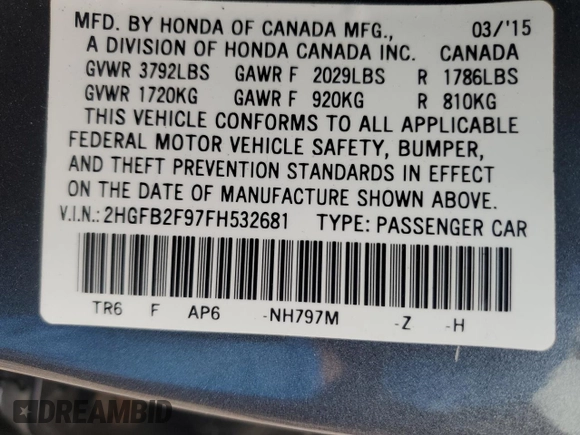 MFD. BY HONDA OF CANADA MFG., 03/'15
A DIVISION OF HONDA CANADA INC. CANADA
GVWR 3792LBS GAWR F 2029LBS R 1786LBS
GVWR 1720KG GAWR F 920KG R 810KG
THIS VEHICLE CONFORMS TO ALL APPLICABLE
FEDERAL MOTOR VEHICLE SAFETY, BUMPER,
AND THEFT PREVENTION STANDARDS IN EFFECT
ON THE DATE OF MANUFACTURE SHOWN ABOVE.
V.I.N.: 2HGFB2F97FH532681 TYPE: PASSENGER CAR
TR6 F AP6 -NH797M -Z -H
DREAMBID